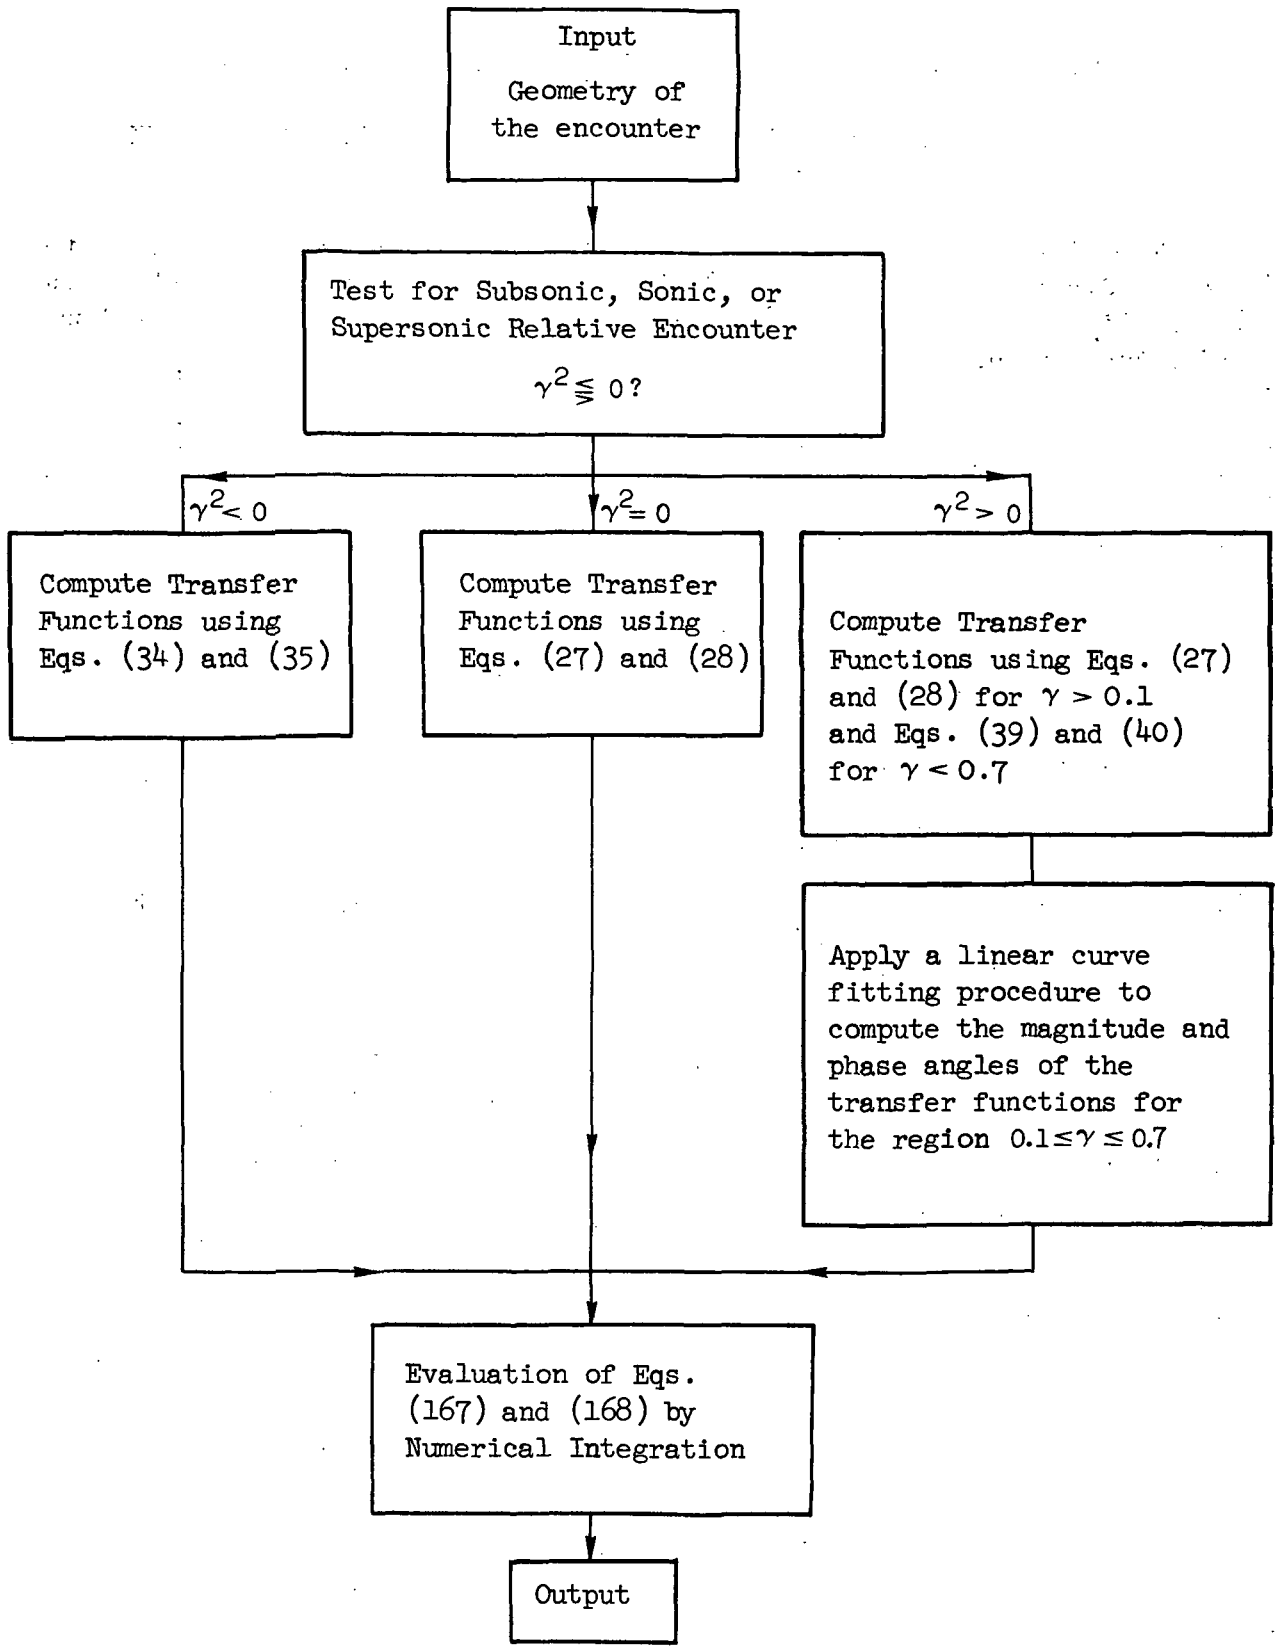 Input
Geometry of
the encounter
Test for Subsonic, Sonic, or
Supersonic Relative Encounter
γ² ⪋ 0?
γ² < 0
γ² = 0
γ² > 0
Compute Transfer
Functions using
Eqs. (34) and (35)
Compute Transfer
Functions using
Eqs. (27) and (28)
Compute Transfer
Functions using Eqs. (27)
and (28) for γ > 0.1
and Eqs. (39) and (40)
for γ < 0.7
Apply a linear curve
fitting procedure to
compute the magnitude and
phase angles of the
transfer functions for
the region 0.1≤γ≤0.7
Evaluation of Eqs.
(167) and (168) by
Numerical Integration
Output